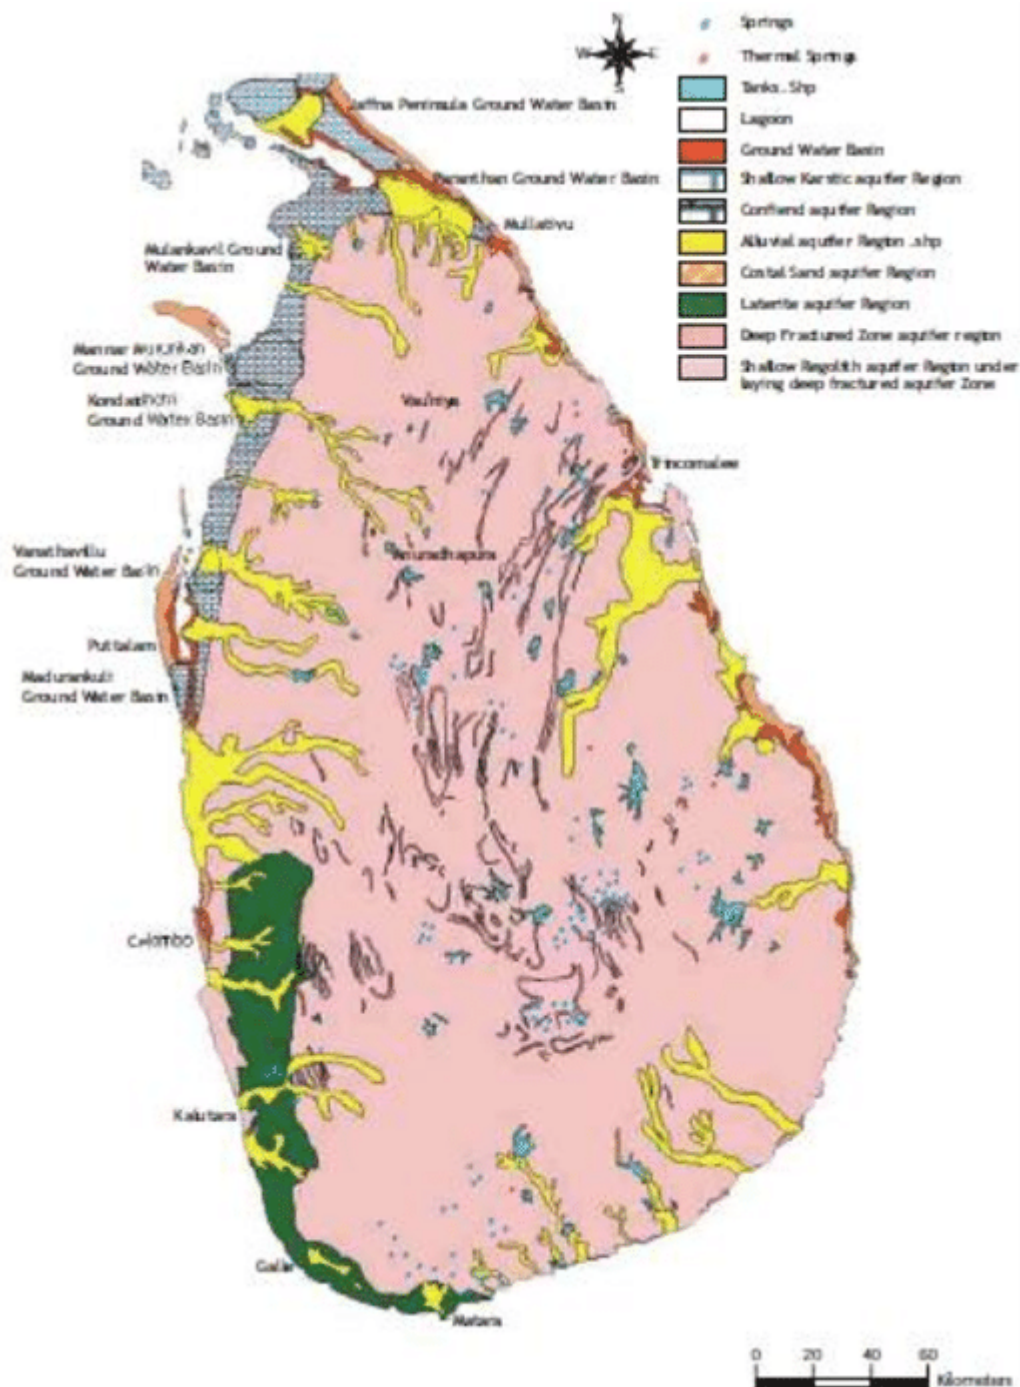 N
W E
S
Springs
Thermal Springs
Tanks .Shp
Lagoon
Ground Water Basin
Shallow Karstic aquifer Region
Confiend aquifer Region
Alluvial aquifer Region .shp
Costal Sand aquifer Region
Laterite aquifer Region
Deep Fractured Zone aquifer region
Shallow Regolith aquifer Region under
laying deep fractured aquifer Zone
Jaffna Peninsula Ground Water Basin
Paranthan Ground Water Basin
Mullativu
Mulankavil Ground
Water Basin
Mannar
Ground Water Basin
Ground Water Basin
Trincomalee
Anuradhapura
Vanathavillu
Ground Water Basin
Puttalam
Madurankuli
Ground Water Basin
Colombo
Kalutara
Galle
Matara
0 20 40 60
Kilometers